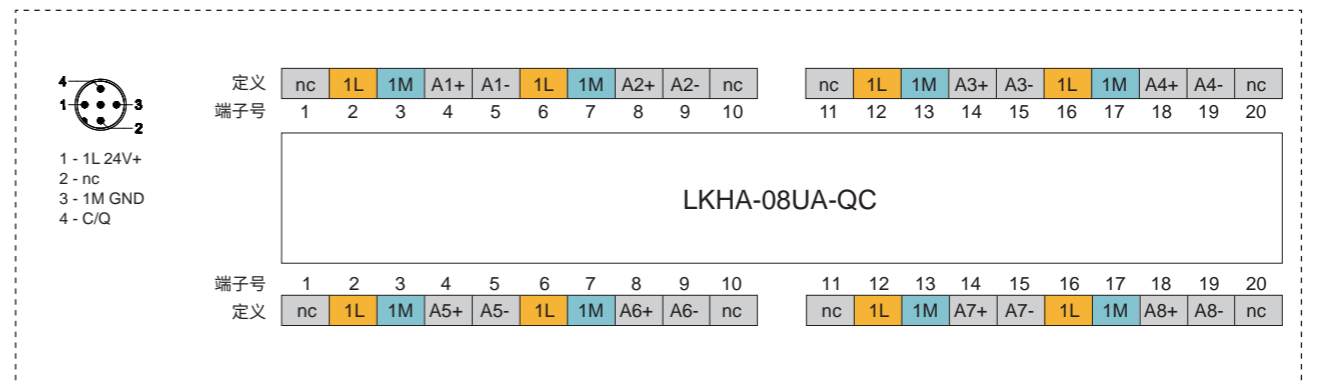 4
1
3
2
1 - 1L 24V+
2 - nc
3 - 1M GND
4 - C/Q
定义 nc 1L 1M A1+ A1- 1L 1M A2+ A2- nc nc 1L 1M A3+ A3- 1L 1M A4+ A4- nc
端子号 1 2 3 4 5 6 7 8 9 10 11 12 13 14 15 16 17 18 19 20
LKHA-08UA-QC
端子号 1 2 3 4 5 6 7 8 9 10 11 12 13 14 15 16 17 18 19 20
定义 nc 1L 1M A5+ A5- 1L 1M A6+ A6- nc nc 1L 1M A7+ A7- 1L 1M A8+ A8- nc